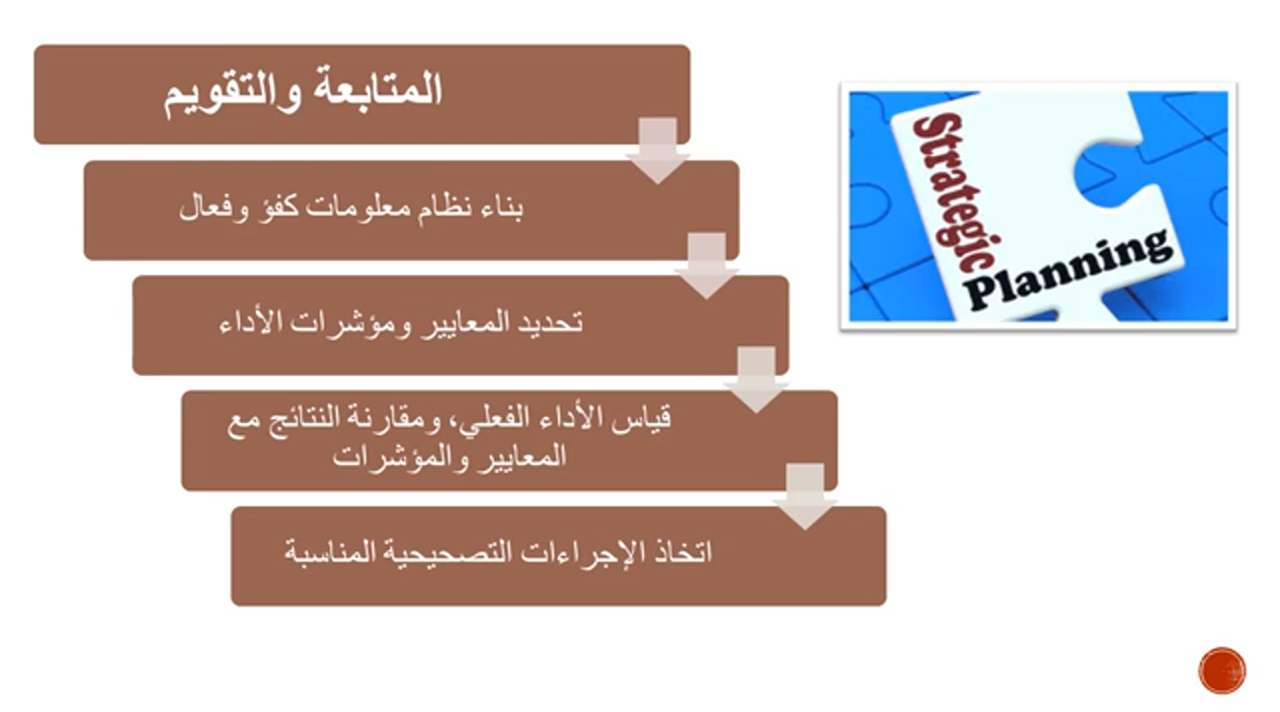 المتابعة والتقويم
بناء نظام معلومات كفؤ وفعال
تحديد المعايير ومؤشرات الأداء
قياس الأداء الفعلي، ومقارنة النتائج مع
المعايير والمؤشرات
اتخاذ الإجراءات التصحيحية المناسبة
Strategic
Planning